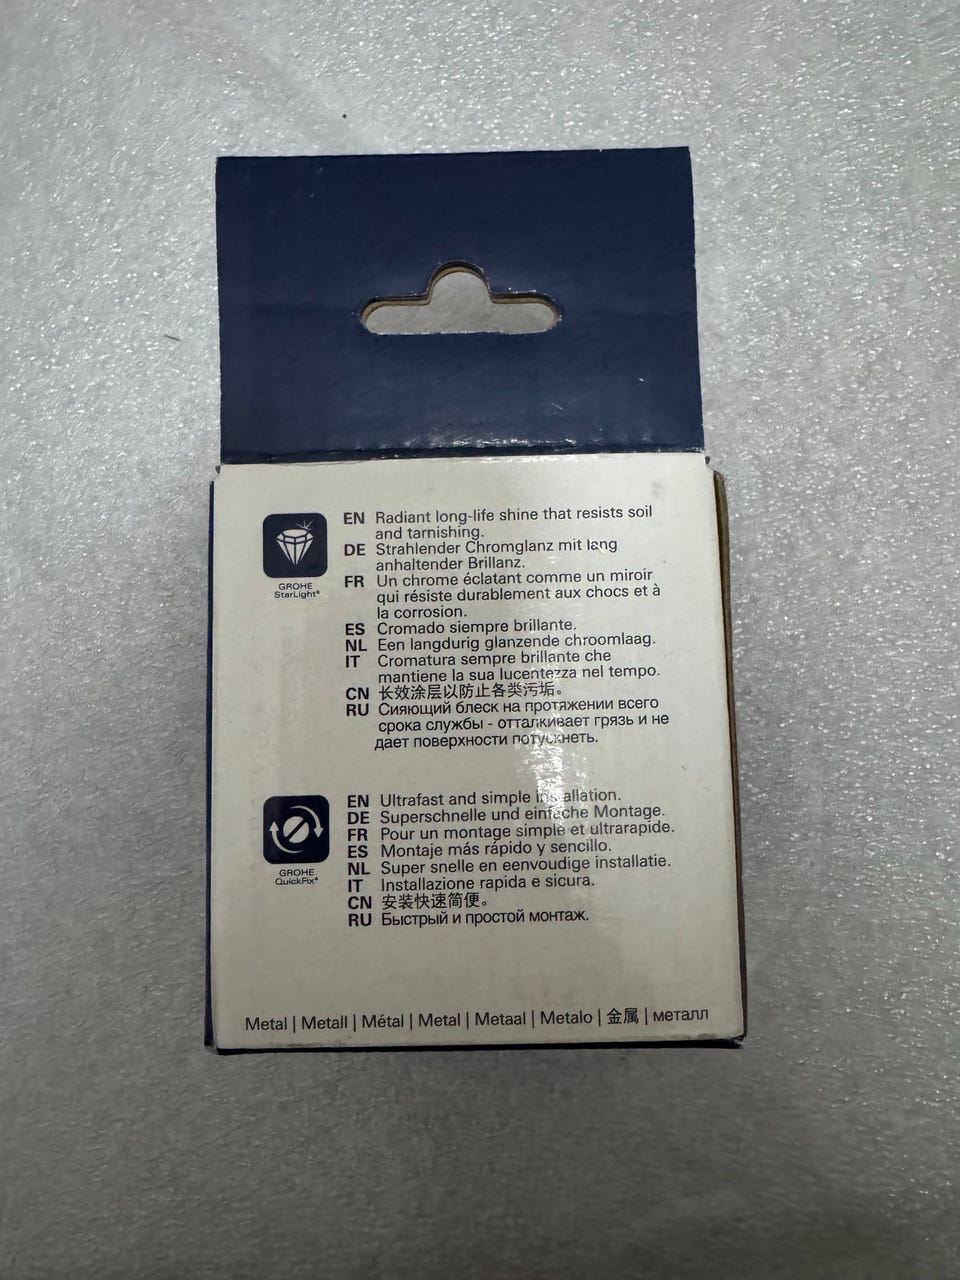 GROHE
StarLight®
EN Radiant long-life shine that resists soil
and tarnishing.
DE Strahlender Chromglanz mit lang
anhaltender Brillanz.
FR Un chrome éclatant comme un miroir
qui résiste durablement aux chocs et à
la corrosion.
ES Cromado siempre brillante.
NL Een langdurig glanzende chroomlaag.
IT Cromatura sempre brillante che
mantiene la sua lucentezza nel tempo.
CN 长效涂层以防止各类污垢。
RU Сияющий блеск на протяжении всего
срока службы - отталкивает грязь и не
дает поверхности потускнеть.
GROHE
QuickFix®
EN Ultrafast and simple installation.
DE Superschnelle und einfache Montage.
FR Pour un montage simple et ultrarapide.
ES Montaje más rápido y sencillo.
NL Super snelle en eenvoudige installatie.
IT Installazione rapida e sicura.
CN 安装快速简便。
RU Быстрый и простой монтаж.
Metal | Metall | Métal | Metal | Metaal | Metalo | 金属 | металл